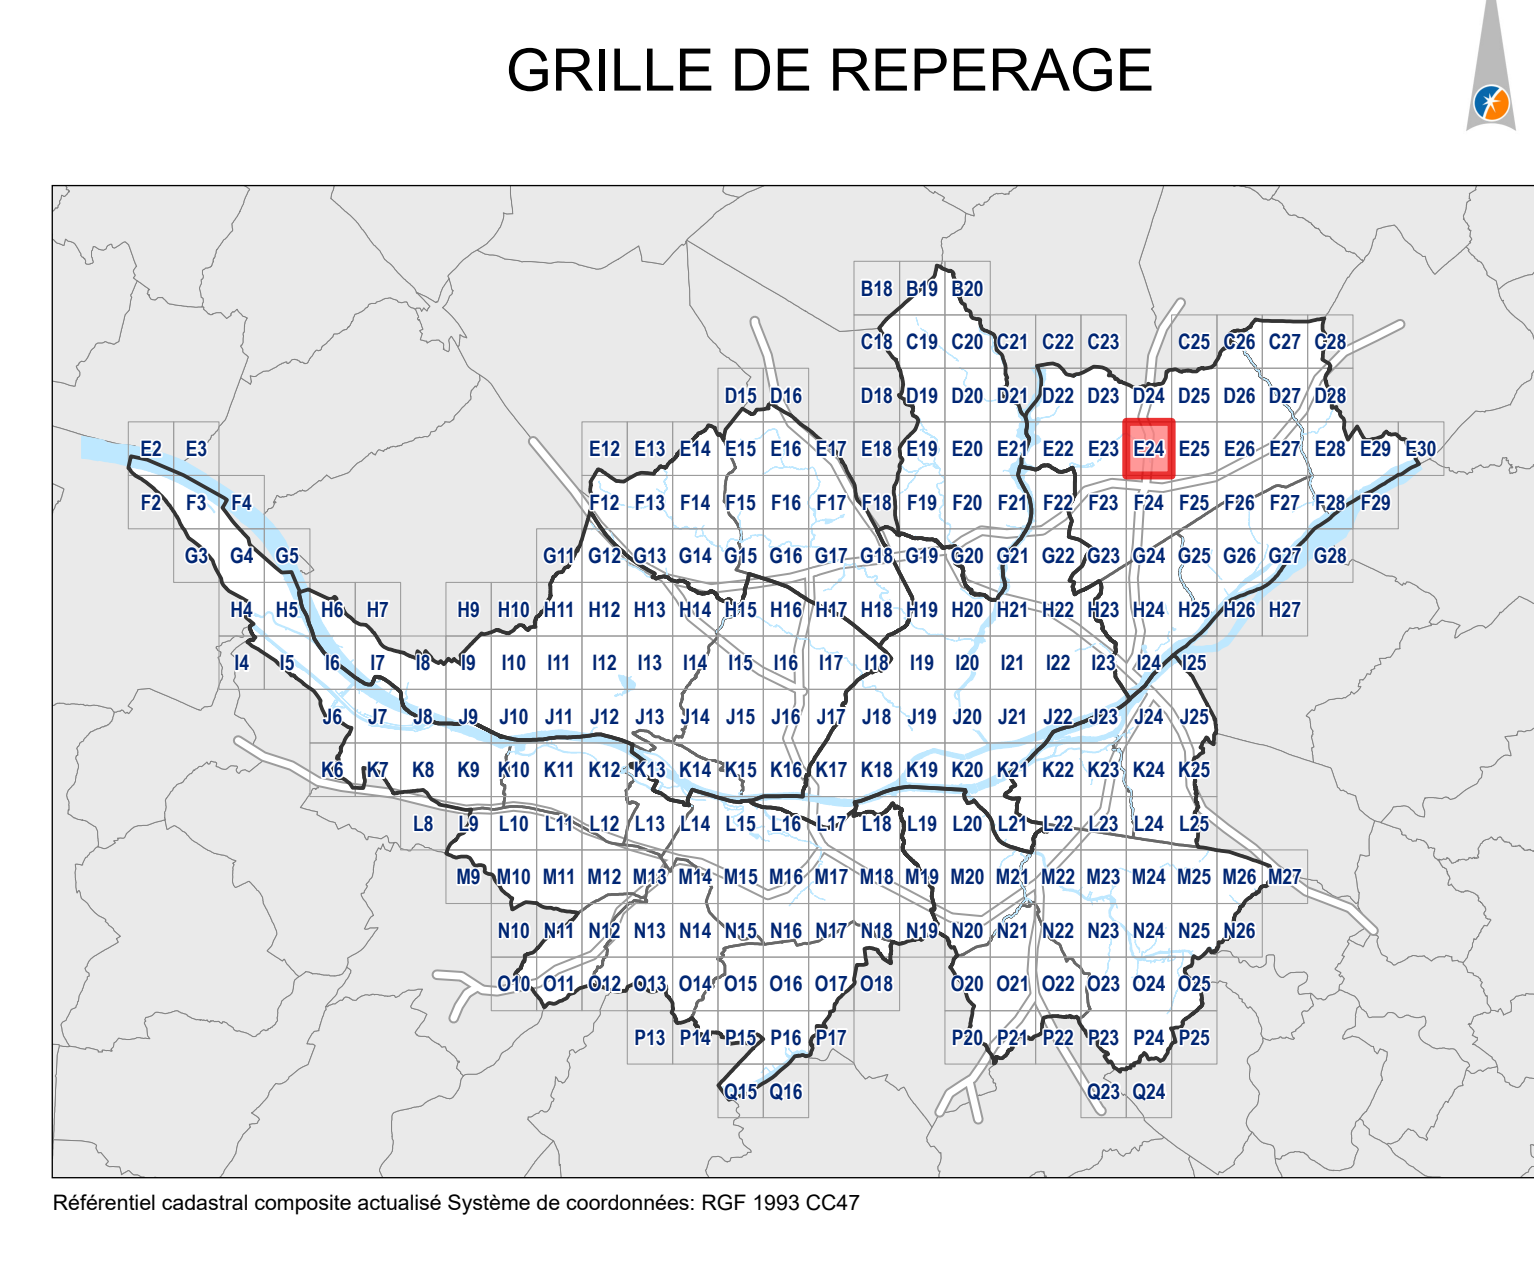 GRILLE DE REPERAGE
B18 B19 B20
C18 C19 C20 C21 C22 C23 C25 C26 C27 C28
D15 D16 D18 D19 D20 D21 D22 D23 D24 D25 D26 D27 D28
E2 E3 E12 E13 E14 E15 E16 E17 E18 E19 E20 E21 E22 E23 E24 E25 E26 E27 E28 E29 E30
F2 F3 F4 F12 F13 F14 F15 F16 F17 F18 F19 F20 F21 F22 F23 F24 F25 F26 F27 F28 F29
G3 G4 G5 G11 G12 G13 G14 G15 G16 G17 G18 G19 G20 G21 G22 G23 G24 G25 G26 G27 G28
H4 H5 H6 H7 H9 H10 H11 H12 H13 H14 H15 H16 H17 H18 H19 H20 H21 H22 H23 H24 H25 H26 H27
I4 I5 I6 I7 I8 I9 I10 I11 I12 I13 I14 I15 I16 I17 I18 I19 I20 I21 I22 I23 I24 I25
J6 J7 J8 J9 J10 J11 J12 J13 J14 J15 J16 J17 J18 J19 J20 J21 J22 J23 J24 J25
K6 K7 K8 K9 K10 K11 K12 K13 K14 K15 K16 K17 K18 K19 K20 K21 K22 K23 K24 K25
L8 L9 L10 L11 L12 L13 L14 L15 L16 L17 L18 L19 L20 L21 L22 L23 L24 L25
M9 M10 M11 M12 M13 M14 M15 M16 M17 M18 M19 M20 M21 M22 M23 M24 M25 M26 M27
N10 N11 N12 N13 N14 N15 N16 N17 N18 N19 N20 N21 N22 N23 N24 N25 N26
O10 O11 O12 O13 O14 O15 O16 O17 O18 O20 O21 O22 O23 O24 O25
P13 P14 P15 P16 P17 P20 P21 P22 P23 P24 P25
Q15 Q16 Q23 Q24
Référentiel cadastral composite actualisé Système de coordonnées: RGF 1993 CC47